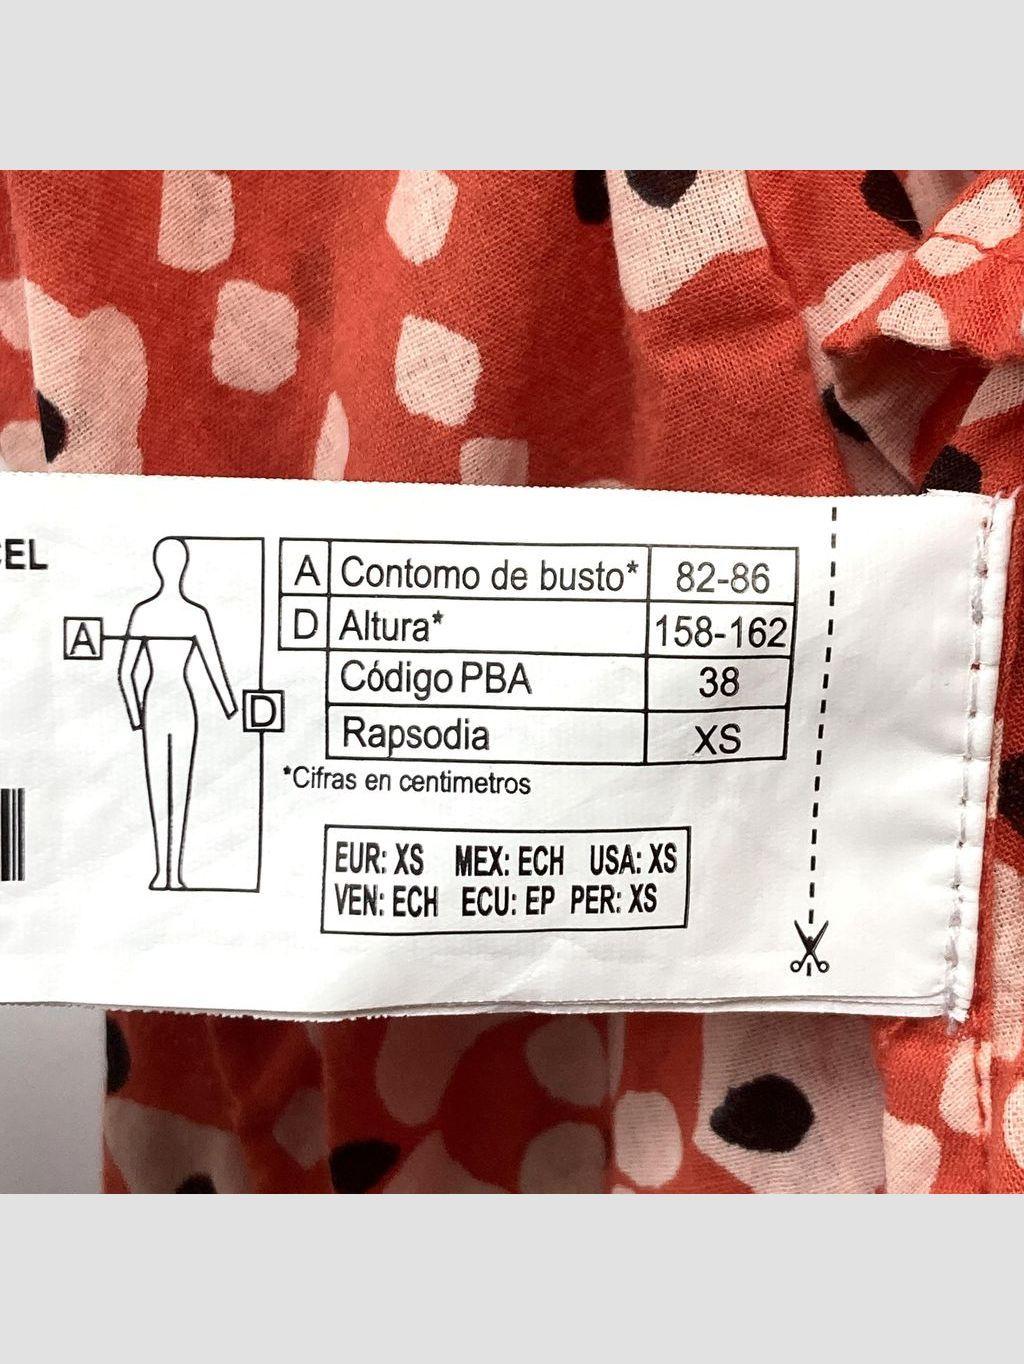 CEL
A
D
A Contomo de busto* 82-86
D Altura* 158-162
Código PBA 38
Rapsodia XS
*Cifras en centimetros
EUR: XS MEX: ECH USA: XS
VEN: ECH ECU: EP PER: XS